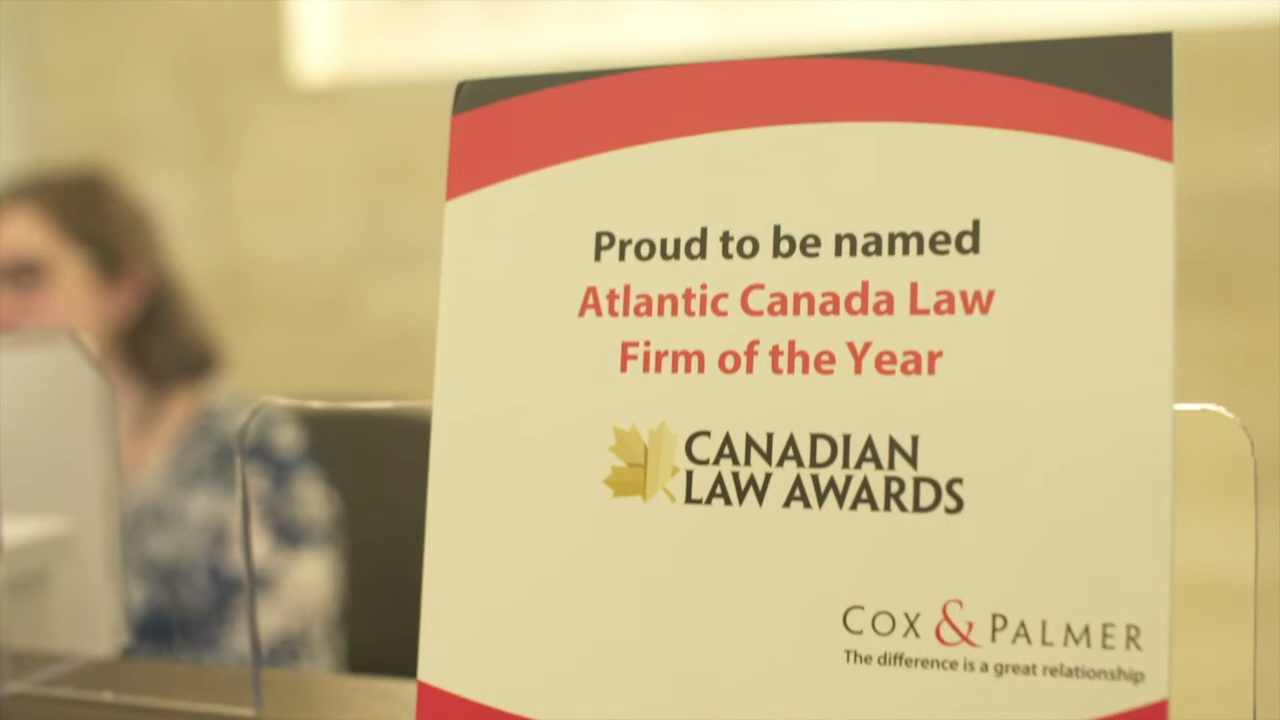 Proud to be named
Atlantic Canada Law
Firm of the Year
CANADIAN
LAW AWARDS
COX & PALMER
The difference is a great relationship